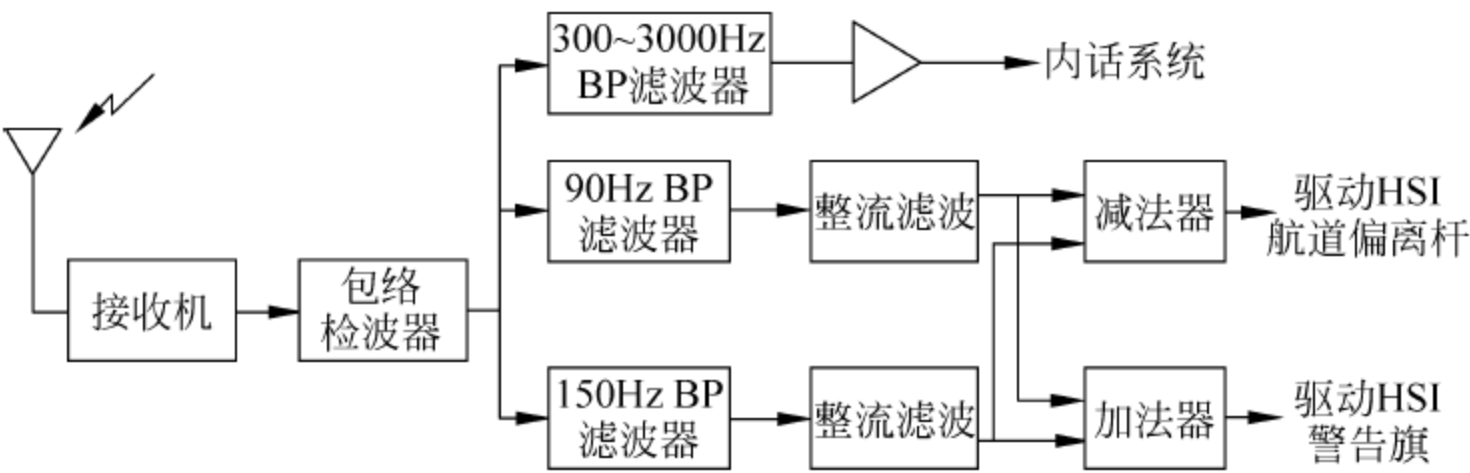 300~3000Hz
BP滤波器
内话系统
90Hz BP
滤波器
整流滤波
减法器
驱动HSI
航道偏离杆
接收机
包络
检波器
150Hz BP
滤波器
整流滤波
加法器
驱动HSI
警告旗